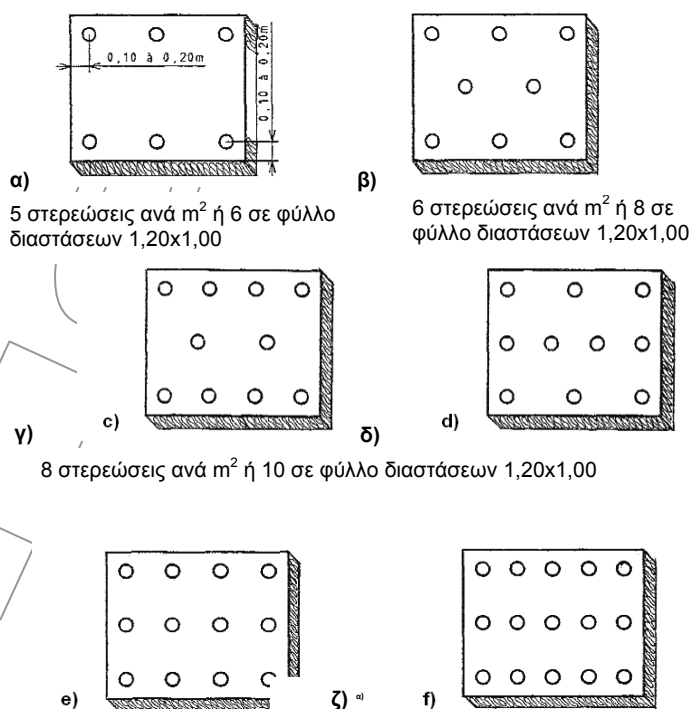 0,10 à 0,20m
0,10 à 0,20m
α)
β)
5 στερεώσεις ανά m² ή 6 σε φύλλο
διαστάσεων 1,20x1,00
6 στερεώσεις ανά m² ή 8 σε
φύλλο διαστάσεων 1,20x1,00
γ)
c)
δ)
d)
8 στερεώσεις ανά m² ή 10 σε φύλλο διαστάσεων 1,20x1,00
e)
ζ) α)
f)